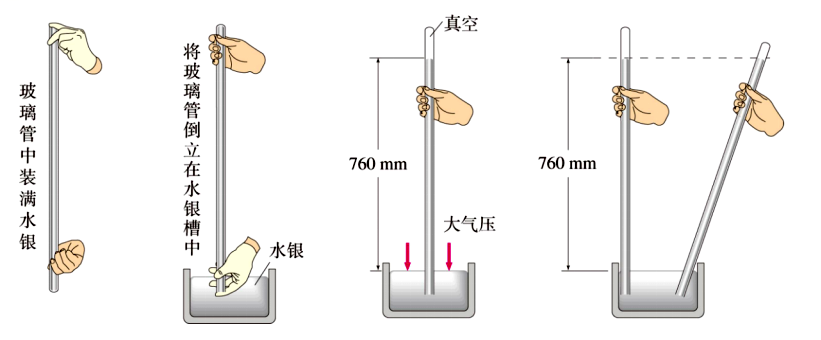 玻璃管中装满水银
将玻璃管倒立在水银槽中
水银
真空
760 mm
大气压
760 mm